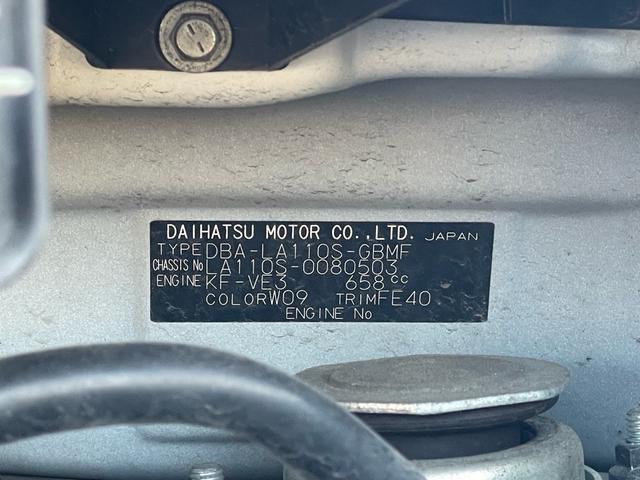 DAIHATSU MOTOR CO.,LTD. JAPAN
TYPE DBA-LA110S-GBMF
CHASSIS No LA110S-0080503
ENGINE KF-VE3 658cc
COLOR W09 TRIM FE40
ENGINE No